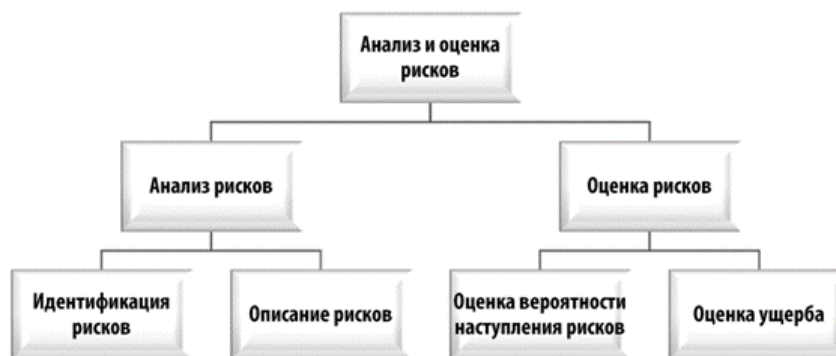 Анализ и оценка
рисков
Анализ рисков
Оценка рисков
Идентификация
рисков
Описание рисков
Оценка вероятности
наступления рисков
Оценка ущерба